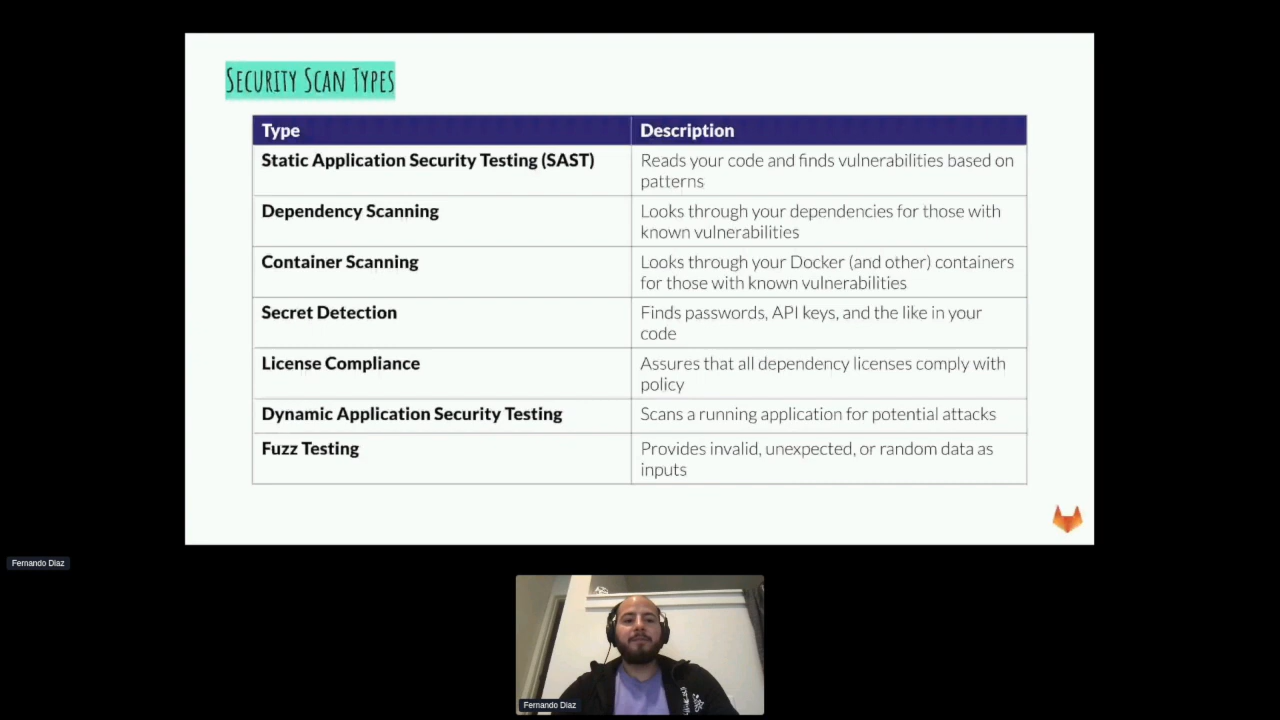 Security Scan Types
Type
Description
Static Application Security Testing (SAST)
Reads your code and finds vulnerabilities based on
patterns
Dependency Scanning
Looks through your dependencies for those with
known vulnerabilities
Container Scanning
Looks through your Docker (and other) containers
for those with known vulnerabilities
Secret Detection
Finds passwords, API keys, and the like in your
code
License Compliance
Assures that all dependency licenses comply with
policy
Dynamic Application Security Testing
Scans a running application for potential attacks
Fuzz Testing
Provides invalid, unexpected, or random data as
inputs
Fernando Diaz
Fernando Diaz